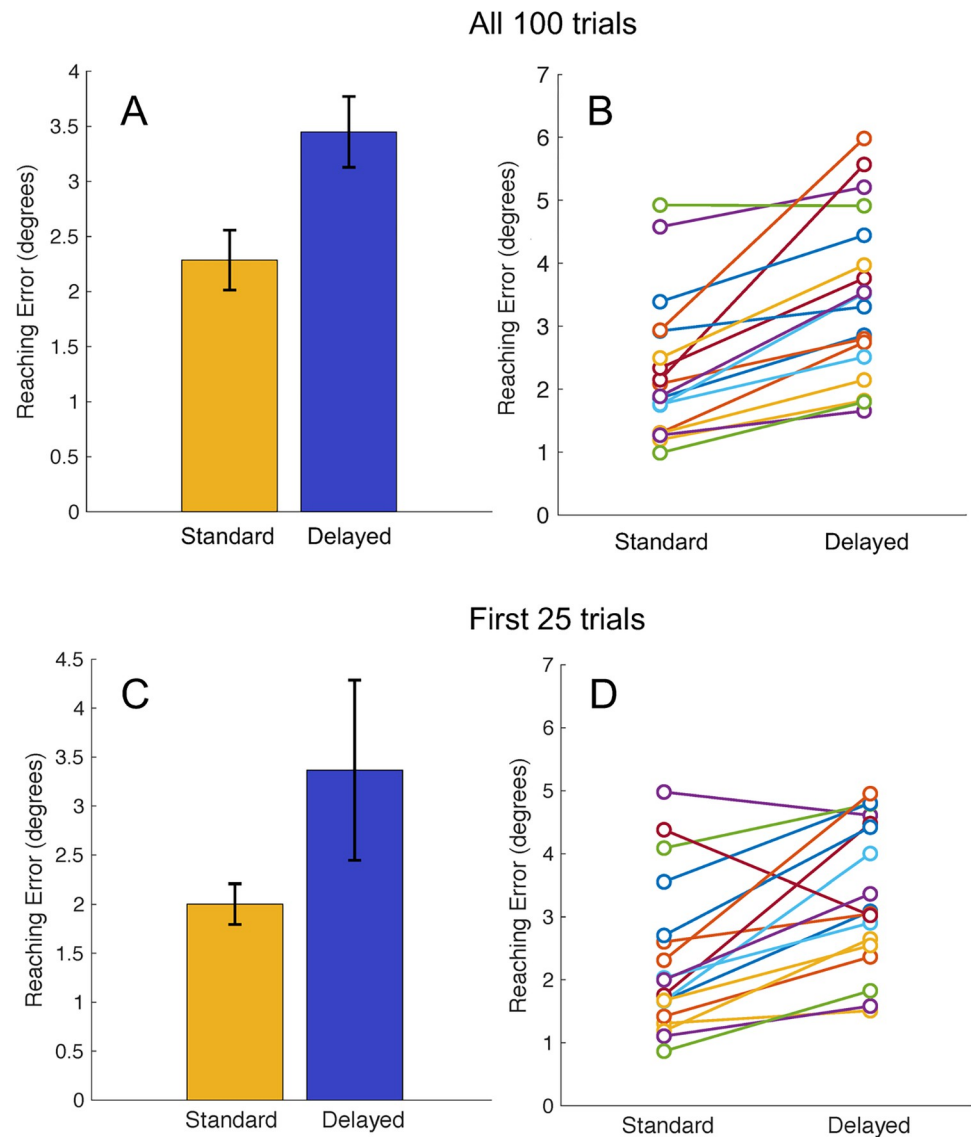 All 100 trials
A
Reaching Error (degrees)
4
3.5
3
2.5
2
1.5
1
0.5
0
Standard Delayed
B
Reaching Error (degrees)
7
6
5
4
3
2
1
0
Standard Delayed
First 25 trials
C
Reaching Error (degrees)
4.5
4
3.5
3
2.5
2
1.5
1
0.5
0
Standard Delayed
D
Reaching Error (degrees)
7
6
5
4
3
2
1
0
Standard Delayed